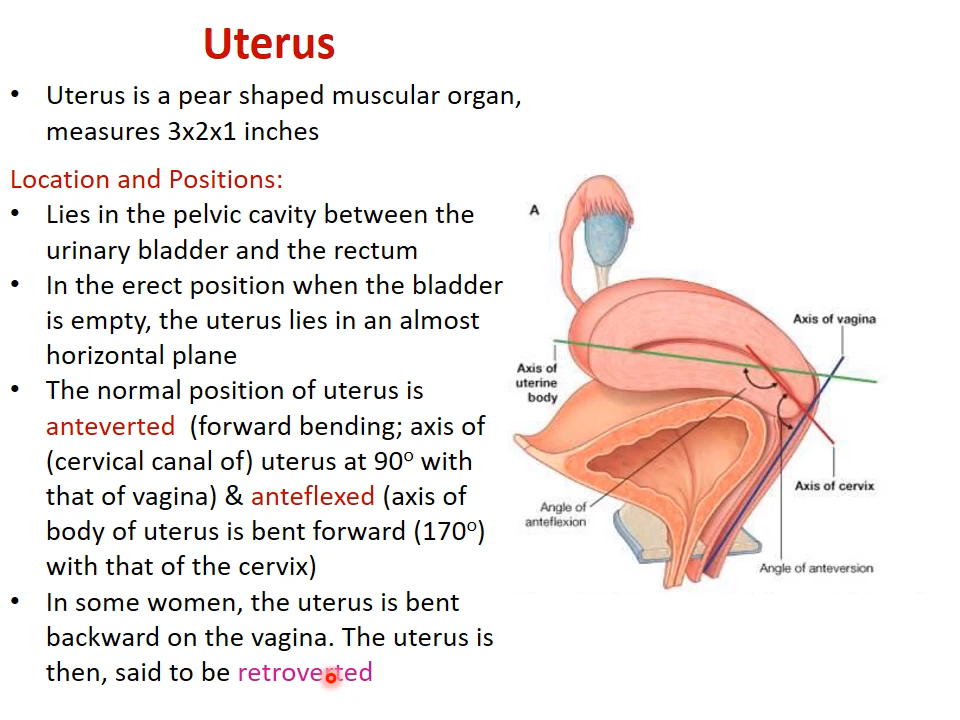 Uterus
• Uterus is a pear shaped muscular organ,
measures 3x2x1 inches
Location and Positions:
• Lies in the pelvic cavity between the
urinary bladder and the rectum
• In the erect position when the bladder
is empty, the uterus lies in an almost
horizontal plane
• The normal position of uterus is
anteverted (forward bending; axis of
(cervical canal of) uterus at 90º with
that of vagina) & anteflexed (axis of
body of uterus is bent forward (170º)
with that of the cervix)
• In some women, the uterus is bent
backward on the vagina. The uterus is
then, said to be retroverted
A
Axis of vagina
Axis of
uterine
body
Axis of cervix
Angle of
anteflexion
Angle of anteversion